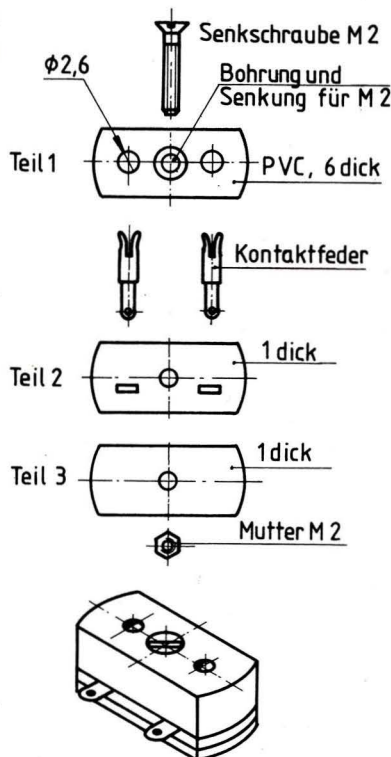 Senkschraube M 2
ϕ2,6
Bohrung und
Senkung für M 2
Teil 1
PVC, 6 dick
Kontaktfeder
1 dick
Teil 2
1 dick
Teil 3
Mutter M 2